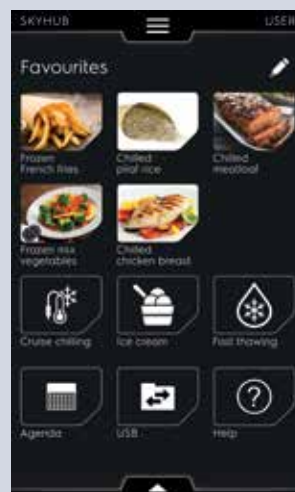 SKYHUB USER
Favourites
Frozen
French fries
Chilled
pilaf rice
Chilled
meatloaf
Frozen mix
vegetables
Chilled
chicken breast
Cruise chilling
Ice cream
Fast thawing
Agenda
USB
Help